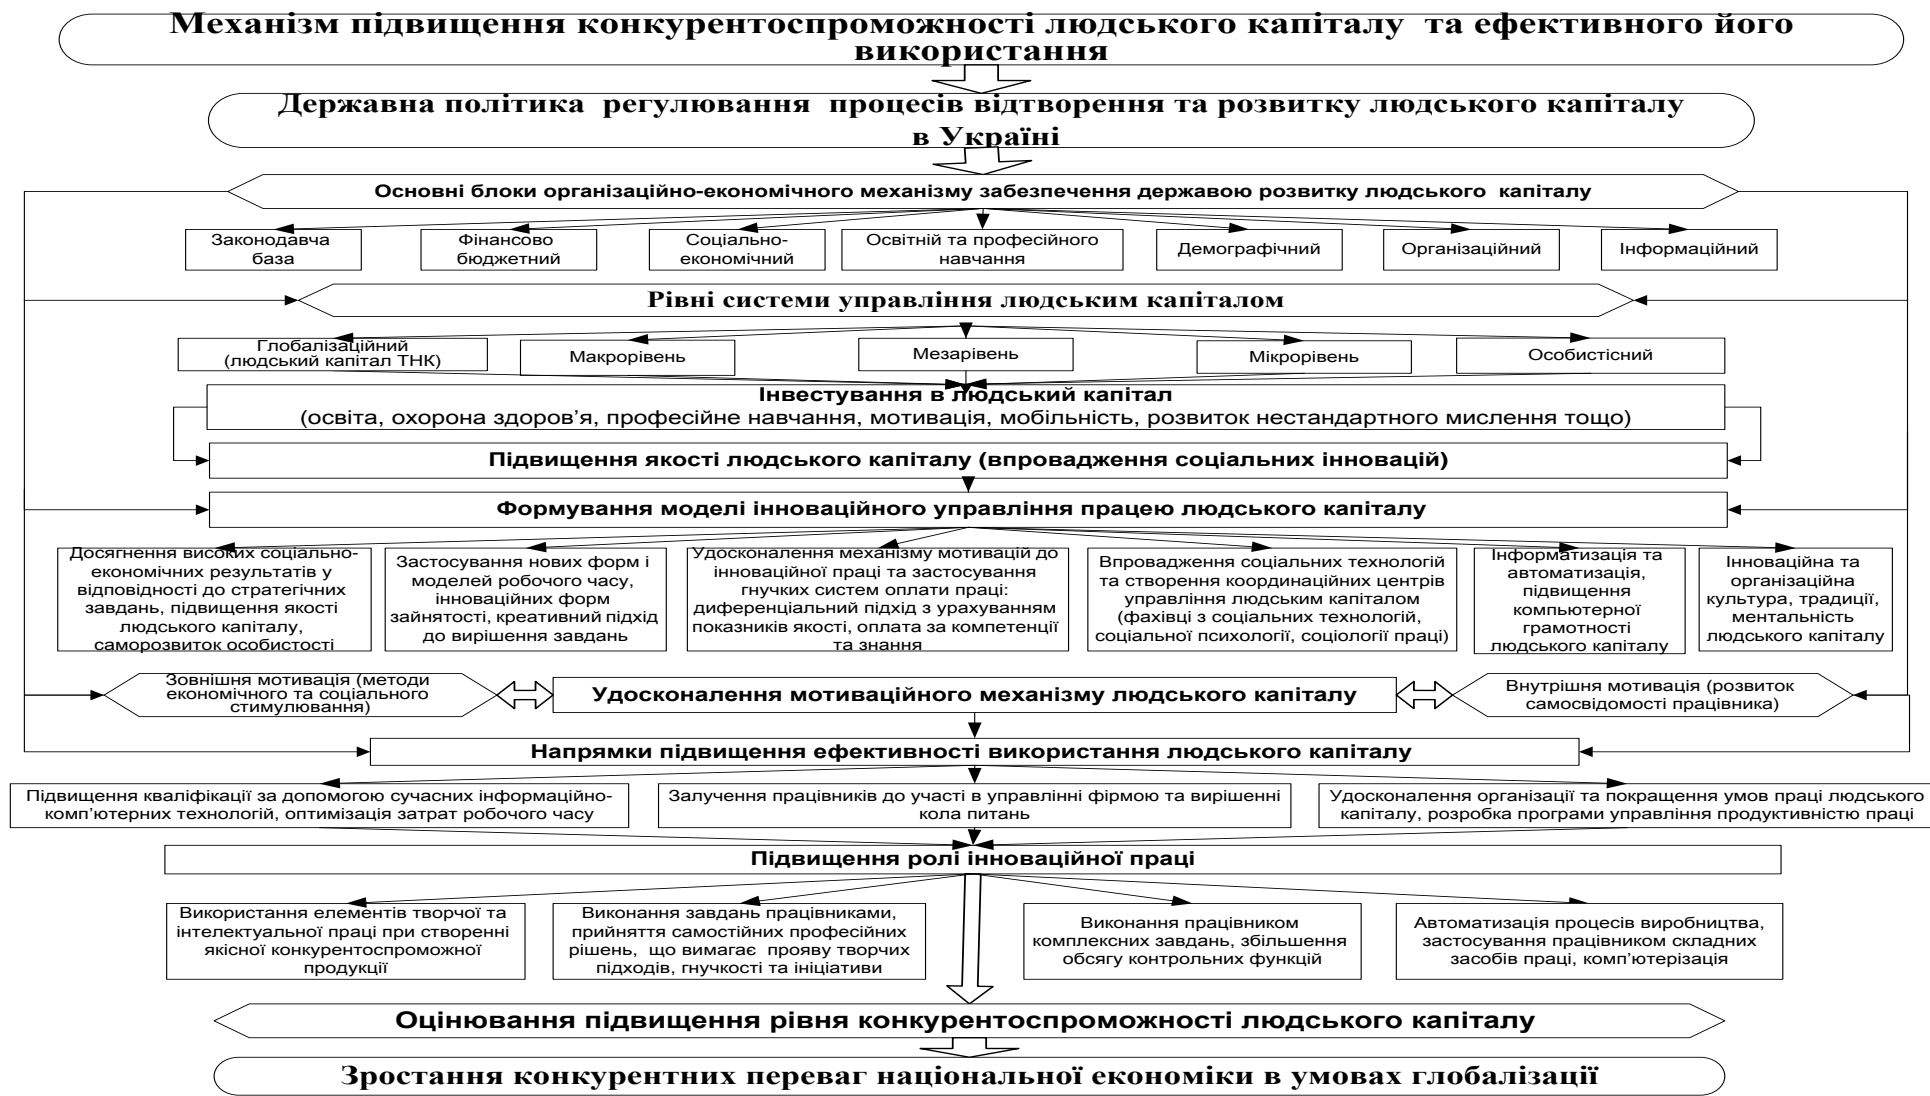 Механізм підвищення конкурентоспроможності людського капіталу та ефективного його
використання
Державна політика регулювання процесів відтворення та розвитку людського капіталу
в Україні
Основні блоки організаційно-економічного механізму забезпечення державою розвитку людського капіталу
Законодавча
база
Фінансово
бюджетний
Соціально-
економічний
Освітній та професійного
навчання
Демографічний
Організаційний
Інформаційний
Рівні системи управління людським капіталом
Глобалізаційний
(людський капітал ТНК)
Макрорівень
Мезарівень
Мікрорівень
Особистісний
Інвестування в людський капітал
(освіта, охорона здоров’я, професійне навчання, мотивація, мобільність, розвиток нестандартного мислення тощо)
Підвищення якості людського капіталу (впровадження соціальних інновацій)
Формування моделі інноваційного управління працею людського капіталу
Досягнення високих соціально-
економічних результатів у
відповідності до стратегічних
завдань, підвищення якості
людського капіталу,
саморозвиток особистості
Застосування нових форм і
моделей робочого часу,
інноваційних форм
зайнятості, креативний підхід
до вирішення завдань
Удосконалення механізму мотивацій до
інноваційної праці та застосування
гнучких систем оплати праці:
диференціальний підхід з урахуванням
показників якості, оплата за компетенції
та знання
Впровадження соціальних технологій
та створення координаційних центрів
управління людським капіталом
(фахівці з соціальних технологій,
соціальної психології, соціології праці)
Інформатизація та
автоматизація,
підвищення
компьютерної
грамотності
людського капіталу
Інноваційна та
організаційна
культура, традиції,
ментальність
людського капіталу
Зовнішня мотивація (методи
економічного та соціального
стимулювання)
Удосконалення мотиваційного механізму людського капіталу
Внутрішня мотивація (розвиток
самосвідомості працівника)
Напрямки підвищення ефективності використання людського капіталу
Підвищення кваліфікації за допомогою сучасних інформаційно-
комп’ютерних технологій, оптимізація затрат робочого часу
Залучення працівників до участі в управлінні фірмою та вирішенні
кола питань
Удосконалення організації та покращення умов праці людського
капіталу, розробка програми управління продуктивністю праці
Підвищення ролі інноваційної праці
Використання елементів творчої та
інтелектуальної праці при створенні
якісної конкурентоспроможної
продукції
Виконання завдань працівниками,
прийняття самостійних професійних
рішень, що вимагає прояву творчих
підходів, гнучкості та ініціативи
Виконання працівником
комплексних завдань, збільшення
обсягу контрольних функцій
Автоматизація процесів виробництва,
застосування працівником складних
засобів праці, комп’ютерізація
Оцінювання підвищення рівня конкурентоспроможності людського капіталу
Зростання конкурентних переваг національної економіки в умовах глобалізації